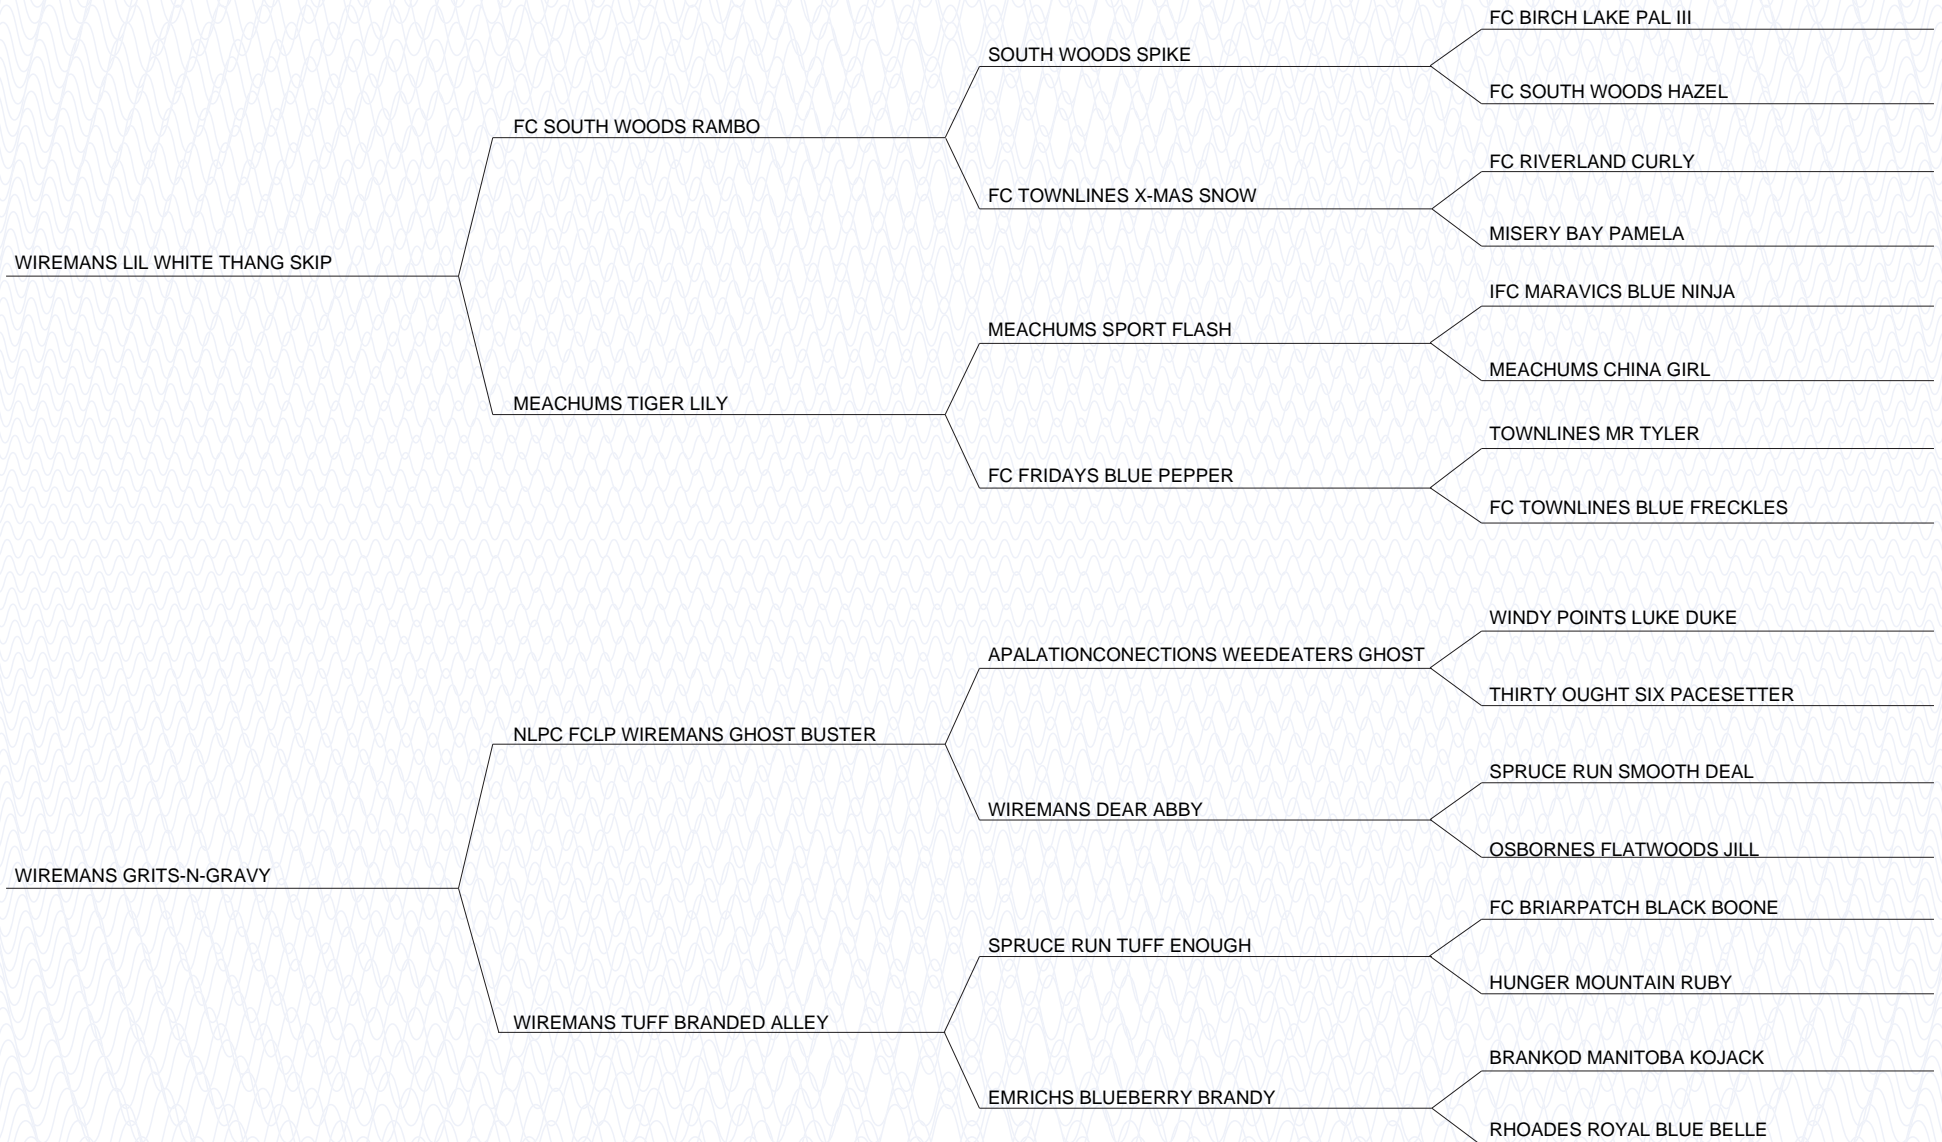 FC BIRCH LAKE PAL III
SOUTH WOODS SPIKE
FC SOUTH WOODS HAZEL
FC SOUTH WOODS RAMBO
FC RIVERLAND CURLY
FC TOWNLINES X-MAS SNOW
MISERY BAY PAMELA
WIREMANS LIL WHITE THANG SKIP
IFC MARAVICS BLUE NINJA
MEACHUMS SPORT FLASH
MEACHUMS CHINA GIRL
MEACHUMS TIGER LILY
TOWNLINES MR TYLER
FC FRIDAYS BLUE PEPPER
FC TOWNLINES BLUE FRECKLES
WINDY POINTS LUKE DUKE
APALATIONCONECTIONS WEEDEATERS GHOST
THIRTY OUGHT SIX PACESETTER
NLPC FCLP WIREMANS GHOST BUSTER
SPRUCE RUN SMOOTH DEAL
WIREMANS DEAR ABBY
OSBORNES FLATWOODS JILL
WIREMANS GRITS-N-GRAVY
FC BRIARPATCH BLACK BOONE
SPRUCE RUN TUFF ENOUGH
HUNGER MOUNTAIN RUBY
WIREMANS TUFF BRANDED ALLEY
BRANKOD MANITOBA KOJACK
EMRICHS BLUEBERRY BRANDY
RHOADES ROYAL BLUE BELLE